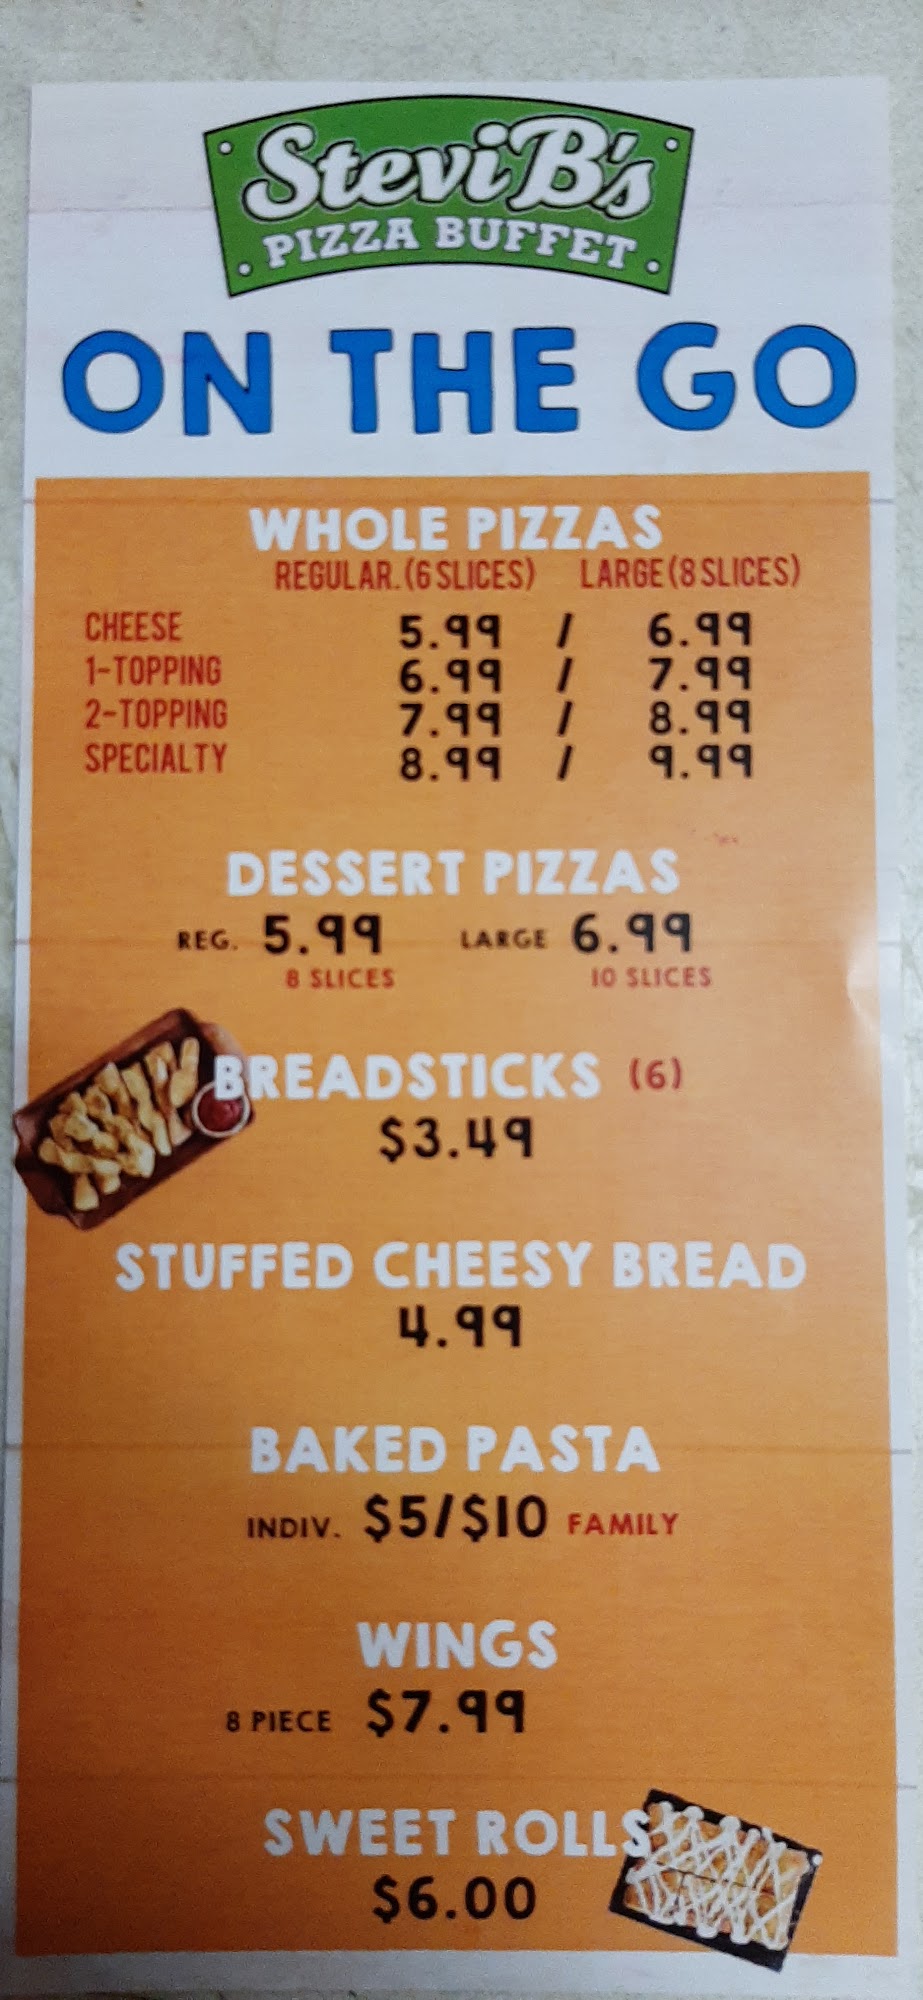 Stevi B's
PIZZA BUFFET
ON THE GO
WHOLE PIZZAS
REGULAR. (6 SLICES) LARGE (8 SLICES)
CHEESE 5.99 / 6.99
1-TOPPING 6.99 / 7.99
2-TOPPING 7.99 / 8.99
SPECIALTY 8.99 / 9.99
DESSERT PIZZAS
REG. 5.99 LARGE 6.99
8 SLICES 10 SLICES
BREADSTICKS (6)
$3.49
STUFFED CHEESY BREAD
4.99
BAKED PASTA
INDIV. $5/$10 FAMILY
WINGS
8 PIECE $7.99
SWEET ROLLS
$6.00